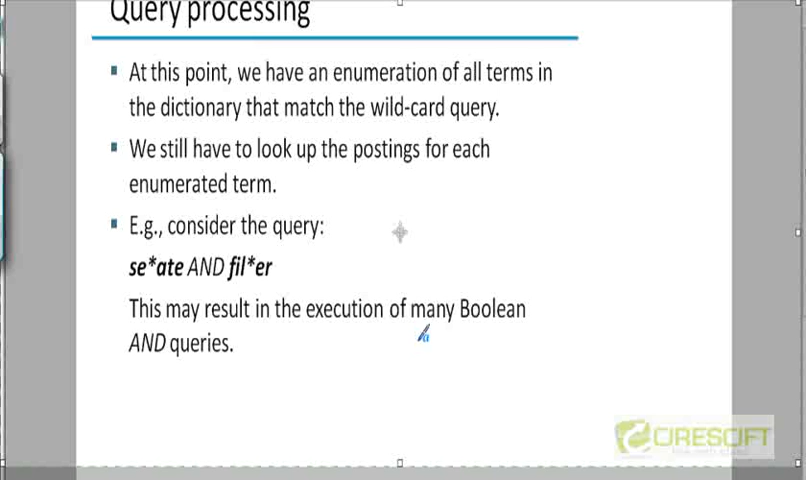 Query processing
▪ At this point, we have an enumeration of all terms in
the dictionary that match the wild-card query.
▪ We still have to look up the postings for each
enumerated term.
▪ E.g., consider the query:
se*ate AND fil*er
This may result in the execution of many Boolean
AND queries.